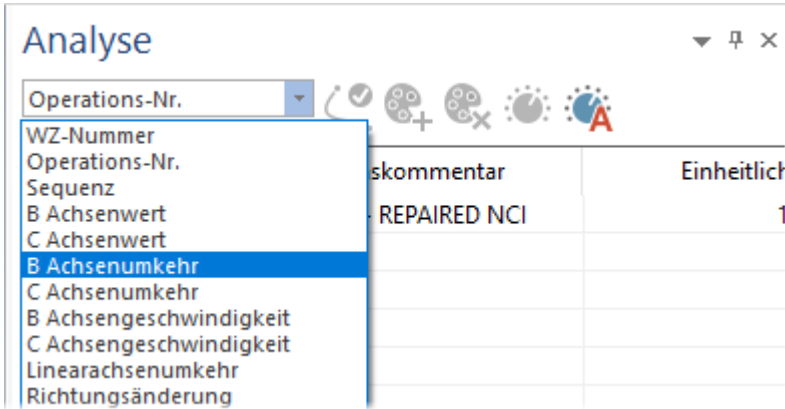 Analyse
Operations-Nr.
WZ-Nummer
Operations-Nr.
Sequenz
B Achsenwert
C Achsenwert
B Achsenumkehr
C Achsenumkehr
B Achsengeschwindigkeit
C Achsengeschwindigkeit
Linearachsenumkehr
Richtungsänderung
skommentar Einheitlich
REPAIRED NCI 1
A